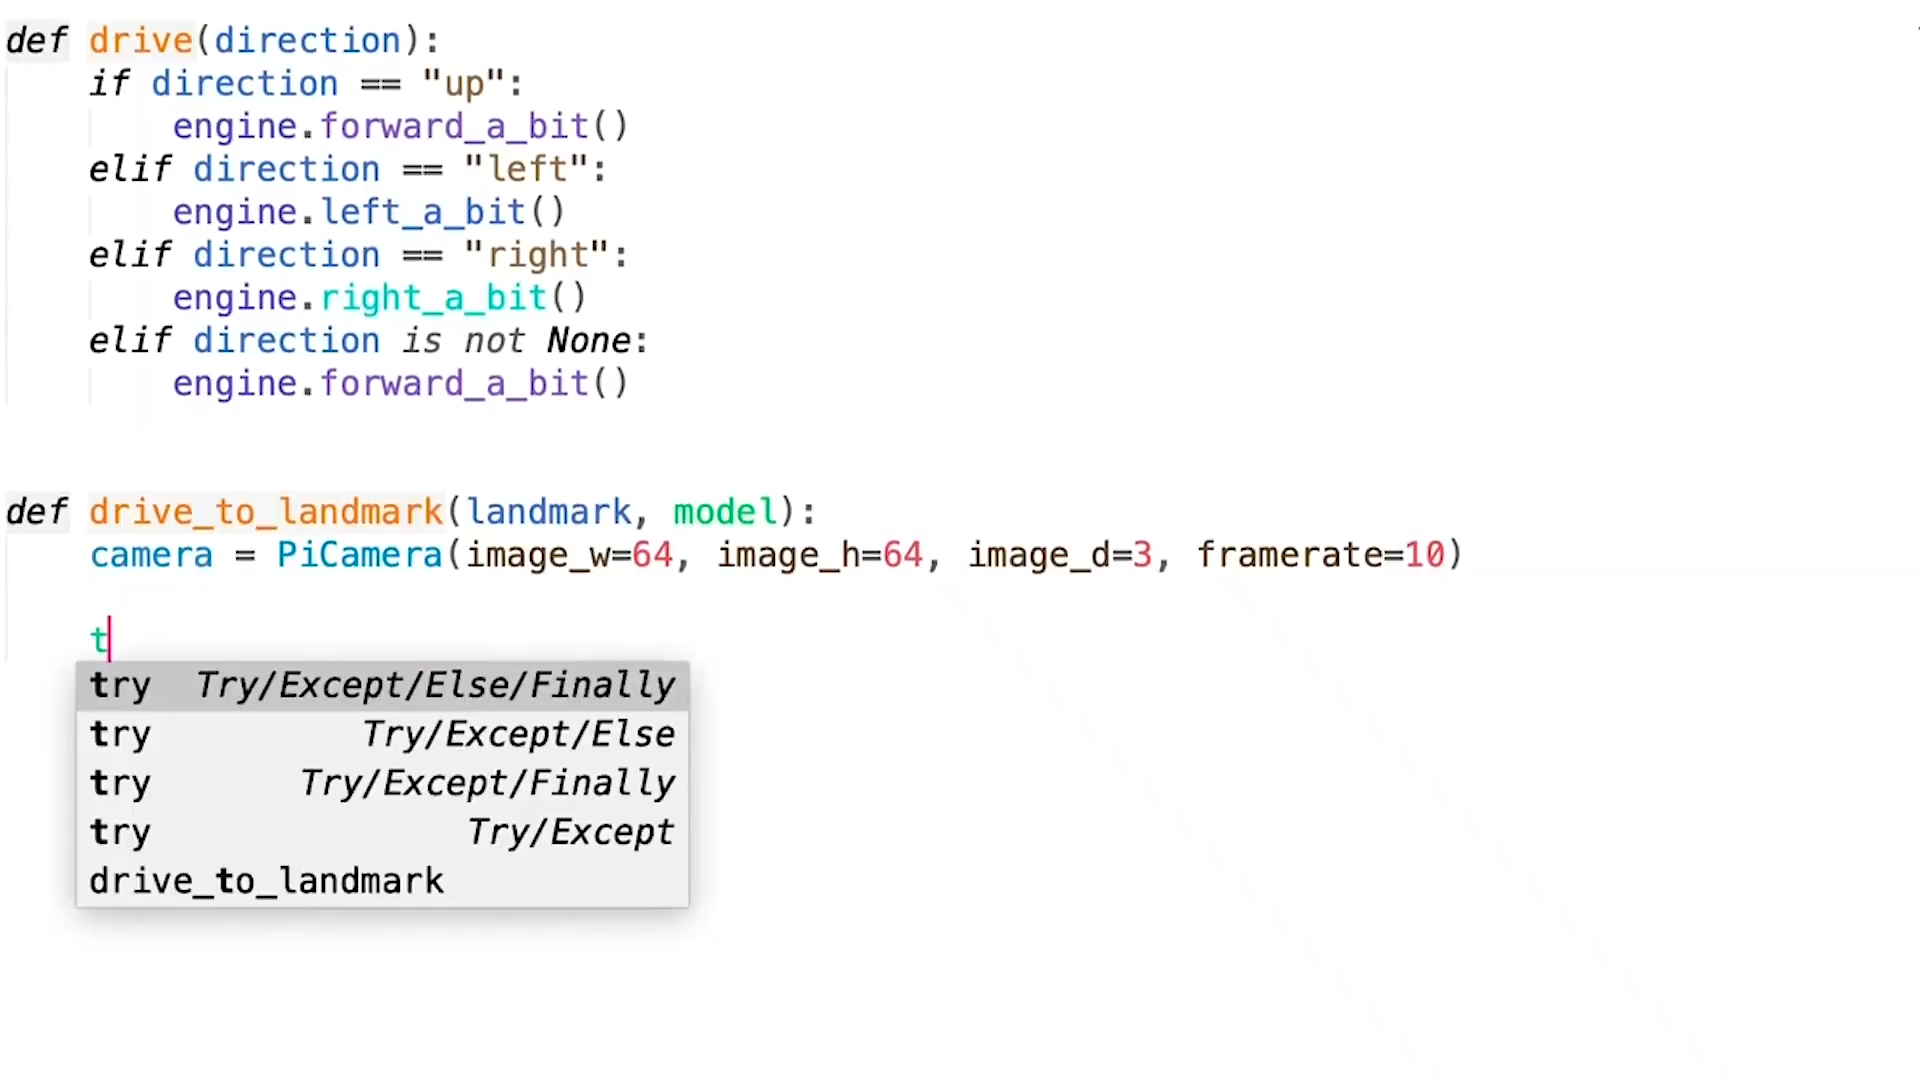 def drive(direction):
    if direction == "up":
        engine.forward_a_bit()
    elif direction == "left":
        engine.left_a_bit()
    elif direction == "right":
        engine.right_a_bit()
    elif direction is not None:
        engine.forward_a_bit()
def drive_to_landmark(landmark, model):
    camera = PiCamera(image_w=64, image_h=64, image_d=3, framerate=10)
    t
try Try/Except/Else/Finally
try Try/Except/Else
try Try/Except/Finally
try Try/Except
drive_to_landmark